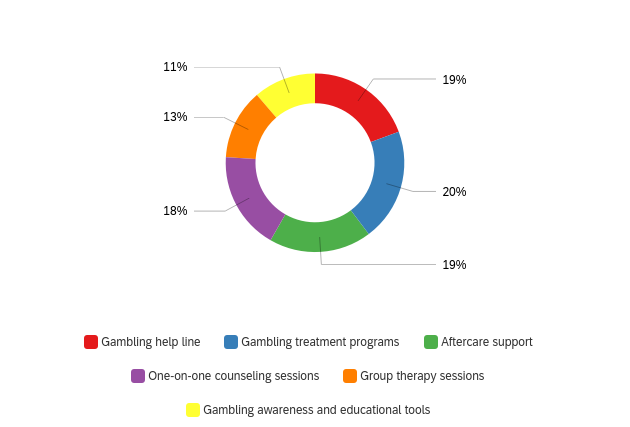 11%
19%
13%
20%
18%
19%
Gambling help line
Gambling treatment programs
Aftercare support
One-on-one counseling sessions
Group therapy sessions
Gambling awareness and educational tools